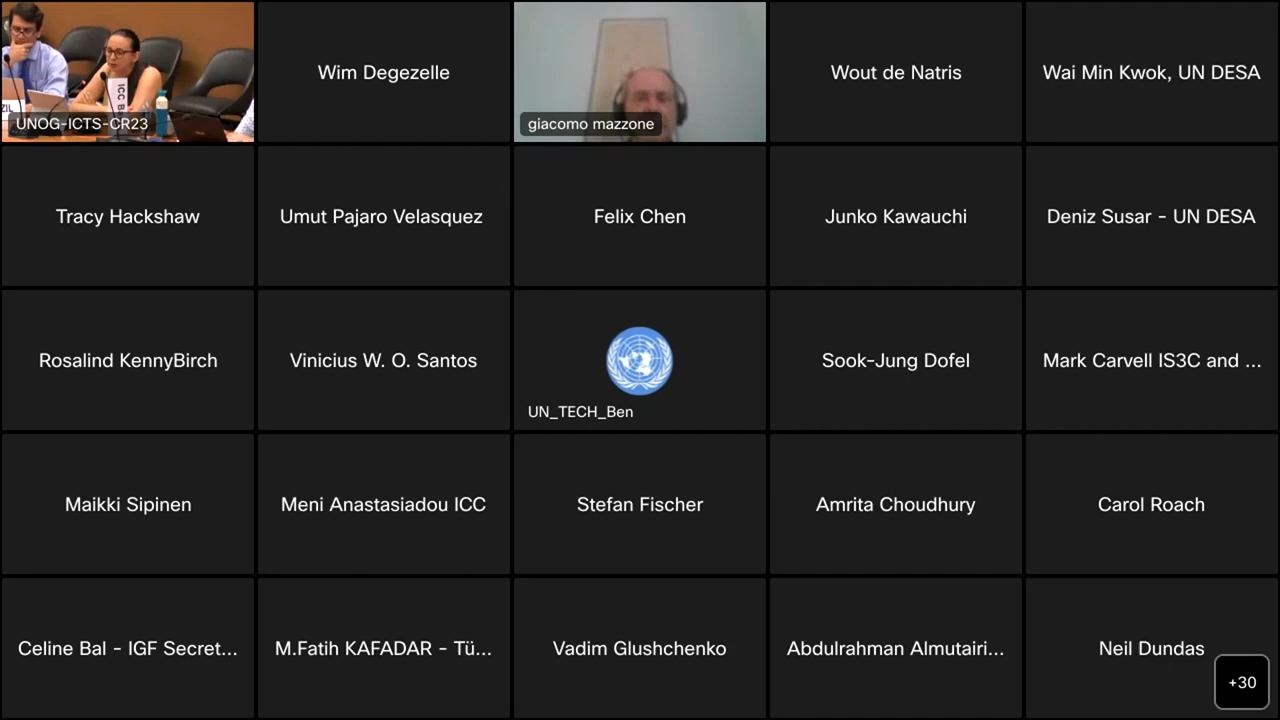 ZIL
ICC B
UNOG-ICTS-CR23
Wim Degezelle
giacomo mazzone
Wout de Natris
Wai Min Kwok, UN DESA
Tracy Hackshaw
Umut Pajaro Velasquez
Felix Chen
Junko Kawauchi
Deniz Susar - UN DESA
Rosalind KennyBirch
Vinicius W. O. Santos
UN_TECH_Ben
Sook-Jung Dofel
Mark Carvell IS3C and ...
Maikki Sipinen
Meni Anastasiadou ICC
Stefan Fischer
Amrita Choudhury
Carol Roach
Celine Bal - IGF Secret...
M.Fatih KAFADAR - Tü...
Vadim Glushchenko
Abdulrahman Almutairi...
Neil Dundas
+30